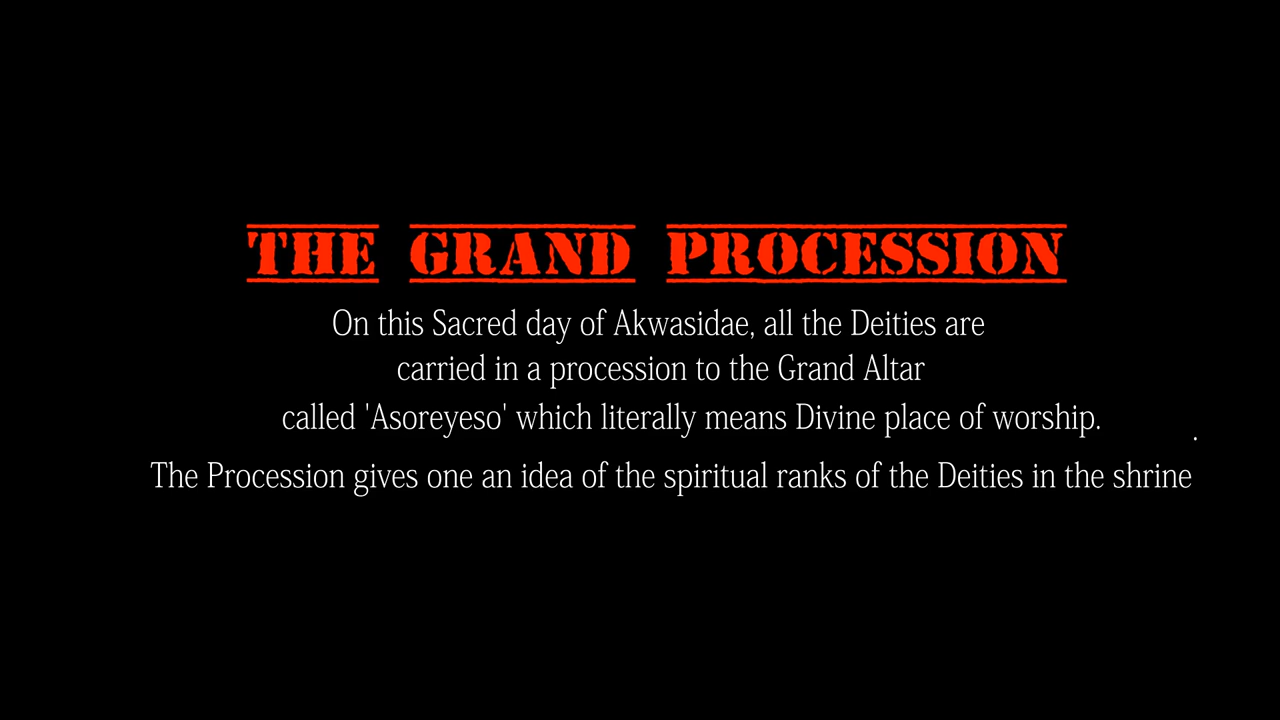 THE GRAND PROCESSION
On this Sacred day of Akwasidae, all the Deities are
carried in a procession to the Grand Altar
called 'Asoreyeso' which literally means Divine place of worship.
.
The Procession gives one an idea of the spiritual ranks of the Deities in the shrine